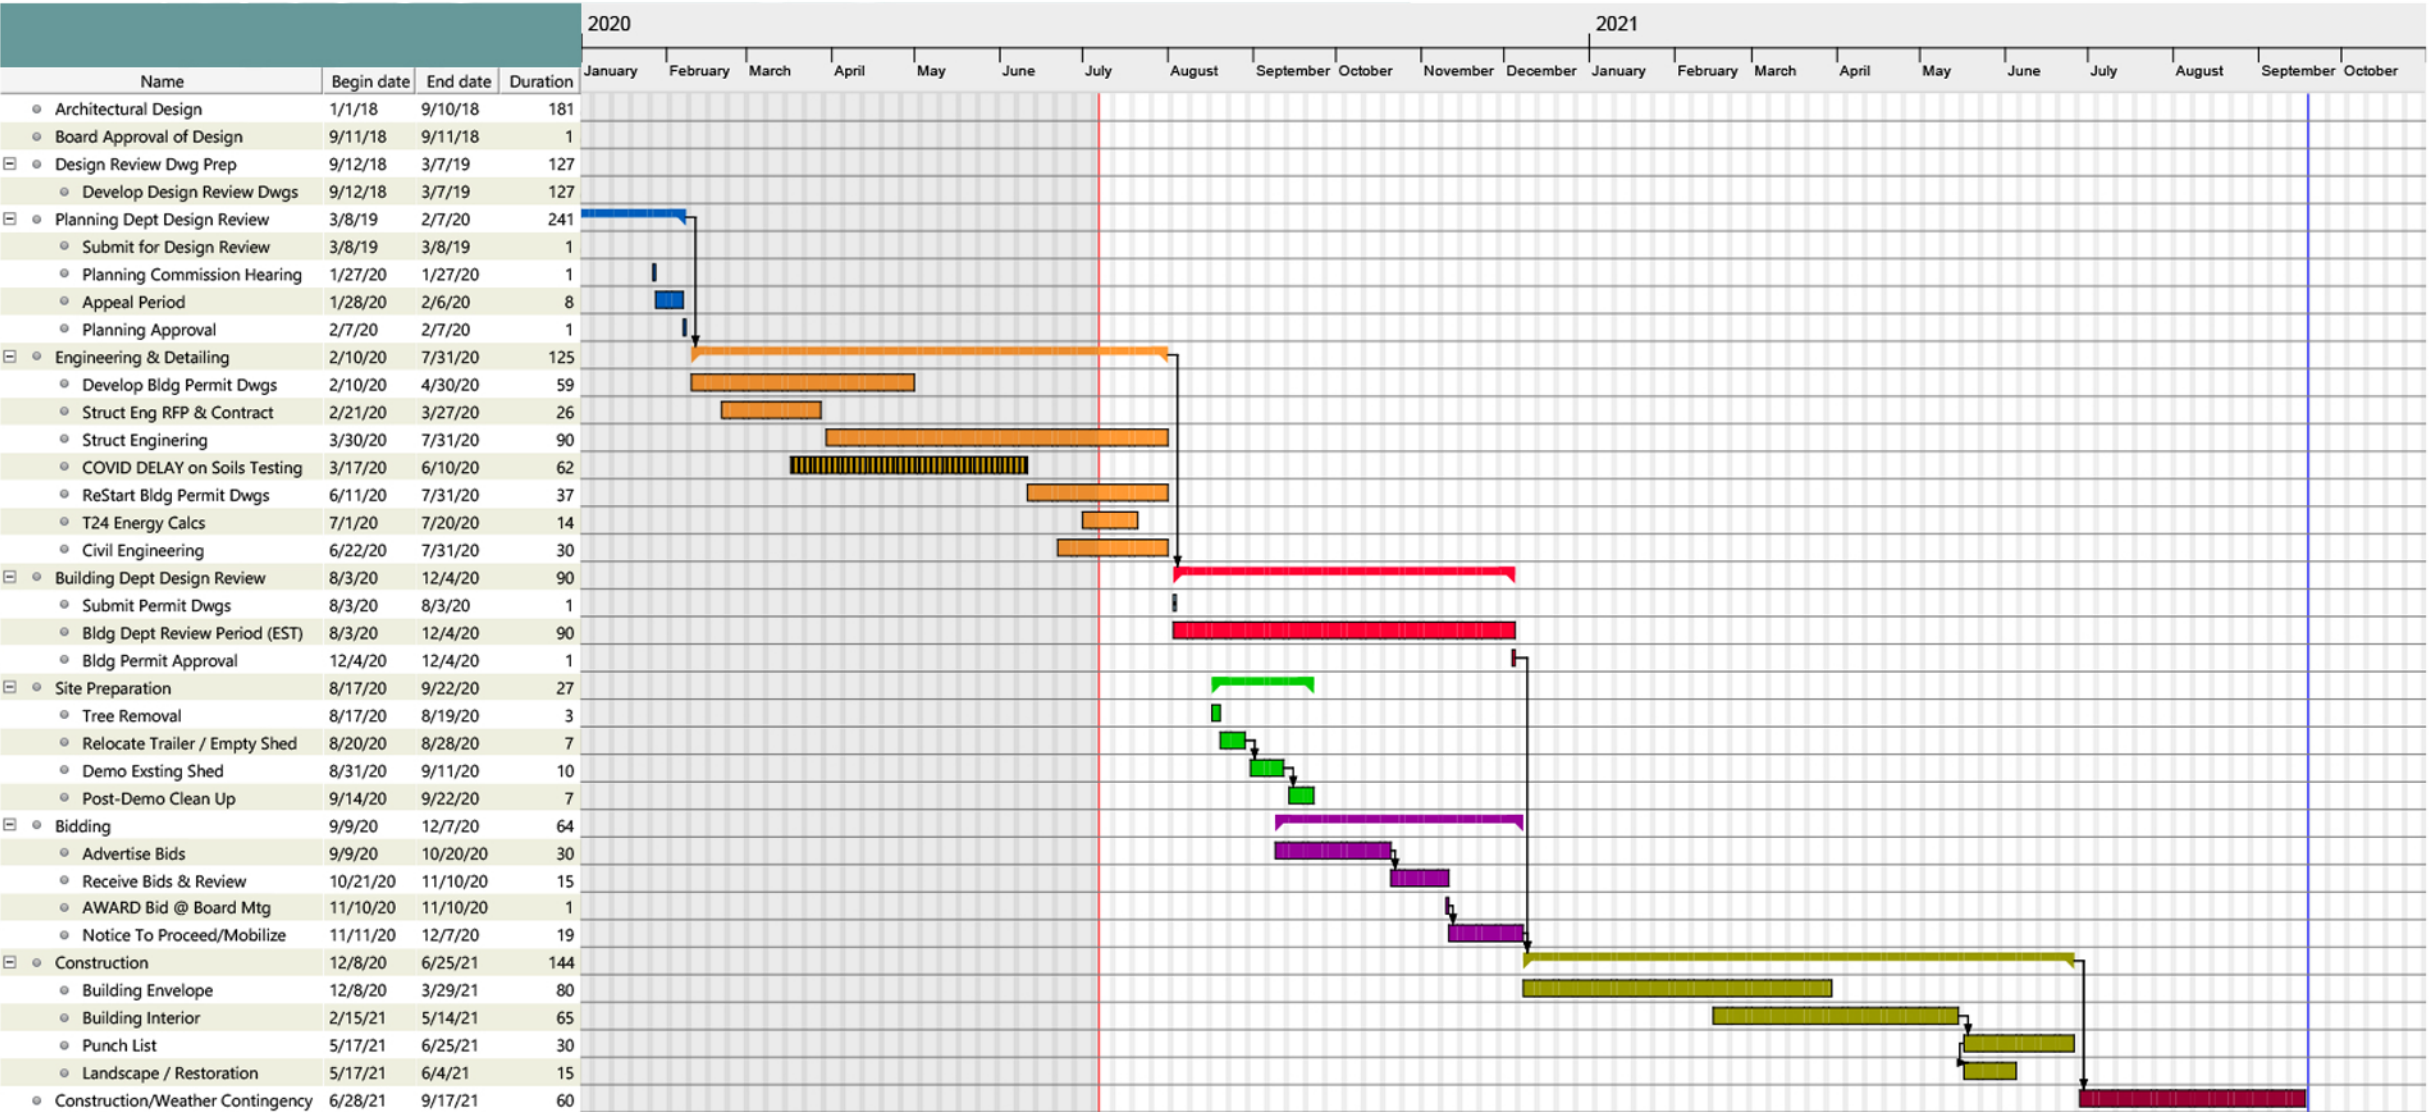 2020 2021
Name Begin date End date Duration January February March April May June July August September October November December January February March April May June July August September October
Architectural Design 1/1/18 9/10/18 181
Board Approval of Design 9/11/18 9/11/18 1
Design Review Dwg Prep 9/12/18 3/7/19 127
Develop Design Review Dwgs 9/12/18 3/7/19 127
Planning Dept Design Review 3/8/19 2/7/20 241
Submit for Design Review 3/8/19 3/8/19 1
Planning Commission Hearing 1/27/20 1/27/20 1
Appeal Period 1/28/20 2/6/20 8
Planning Approval 2/7/20 2/7/20 1
Engineering & Detailing 2/10/20 7/31/20 125
Develop Bldg Permit Dwgs 2/10/20 4/30/20 59
Struct Eng RFP & Contract 2/21/20 3/27/20 26
Struct Enginering 3/30/20 7/31/20 90
COVID DELAY on Soils Testing 3/17/20 6/10/20 62
ReStart Bldg Permit Dwgs 6/11/20 7/31/20 37
T24 Energy Calcs 7/1/20 7/20/20 14
Civil Engineering 6/22/20 7/31/20 30
Building Dept Design Review 8/3/20 12/4/20 90
Submit Permit Dwgs 8/3/20 8/3/20 1
Bldg Dept Review Period (EST) 8/3/20 12/4/20 90
Bldg Permit Approval 12/4/20 12/4/20 1
Site Preparation 8/17/20 9/22/20 27
Tree Removal 8/17/20 8/19/20 3
Relocate Trailer / Empty Shed 8/20/20 8/28/20 7
Demo Exsting Shed 8/31/20 9/11/20 10
Post-Demo Clean Up 9/14/20 9/22/20 7
Bidding 9/9/20 12/7/20 64
Advertise Bids 9/9/20 10/20/20 30
Receive Bids & Review 10/21/20 11/10/20 15
AWARD Bid @ Board Mtg 11/10/20 11/10/20 1
Notice To Proceed/Mobilize 11/11/20 12/7/20 19
Construction 12/8/20 6/25/21 144
Building Envelope 12/8/20 3/29/21 80
Building Interior 2/15/21 5/14/21 65
Punch List 5/17/21 6/25/21 30
Landscape / Restoration 5/17/21 6/4/21 15
Construction/Weather Contingency 6/28/21 9/17/21 60